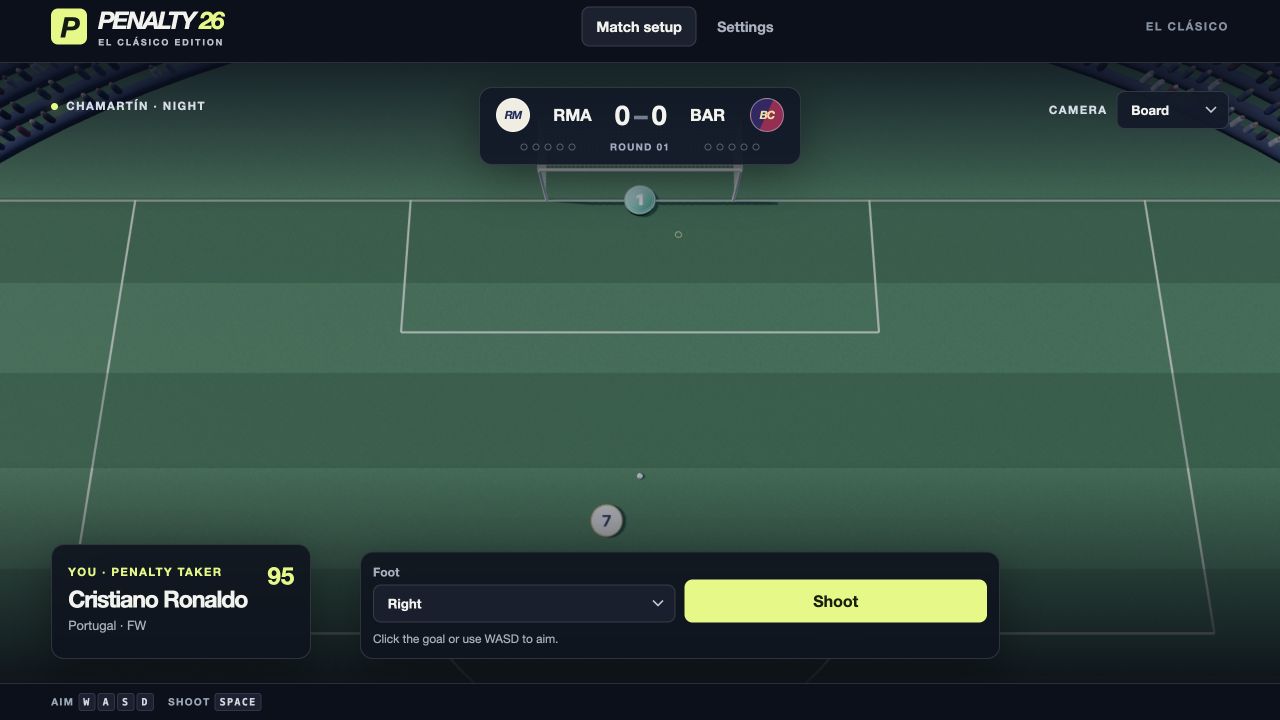 P PENALTY 26
EL CLÁSICO EDITION
Match setup
Settings
EL CLÁSICO
CHAMARTÍN · NIGHT
RM RMA 0–0 BAR BC
ROUND 01
CAMERA Board
1
7
YOU · PENALTY TAKER 95
Cristiano Ronaldo
Portugal · FW
Foot
Right
Shoot
Click the goal or use WASD to aim.
AIM W A S D SHOOT SPACE